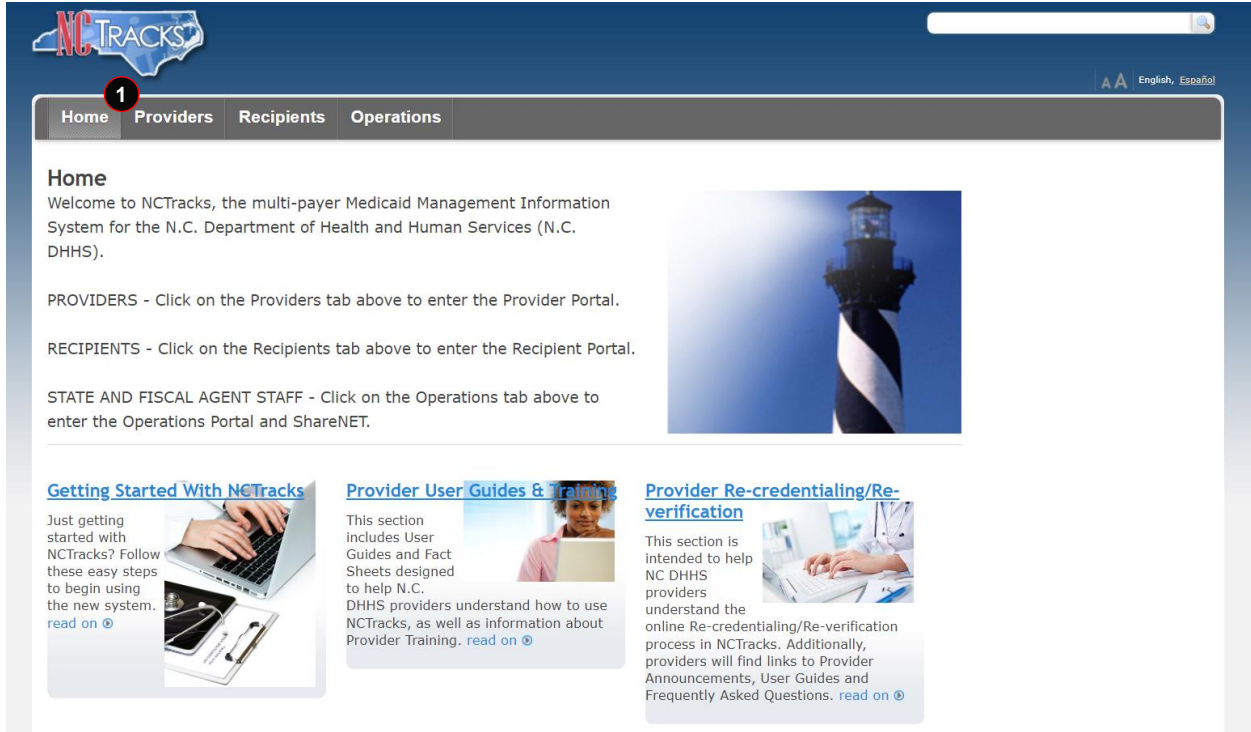 NCTRACKS
A A English, Español
1
Home Providers Recipients Operations
Home
Welcome to NCTracks, the multi-payer Medicaid Management Information
System for the N.C. Department of Health and Human Services (N.C.
DHHS).
PROVIDERS - Click on the Providers tab above to enter the Provider Portal.
RECIPIENTS - Click on the Recipients tab above to enter the Recipient Portal.
STATE AND FISCAL AGENT STAFF - Click on the Operations tab above to
enter the Operations Portal and ShareNET.
Getting Started With NCTracks
Just getting
started with
NCTracks? Follow
these easy steps
to begin using
the new system.
read on
Provider User Guides & Training
This section
includes User
Guides and Fact
Sheets designed
to help N.C.
DHHS providers understand how to use
NCTracks, as well as information about
Provider Training. read on
Provider Re-credentialing/Re-
verification
This section is
intended to help
NC DHHS
providers
understand the
online Re-credentialing/Re-verification
process in NCTracks. Additionally,
providers will find links to Provider
Announcements, User Guides and
Frequently Asked Questions. read on